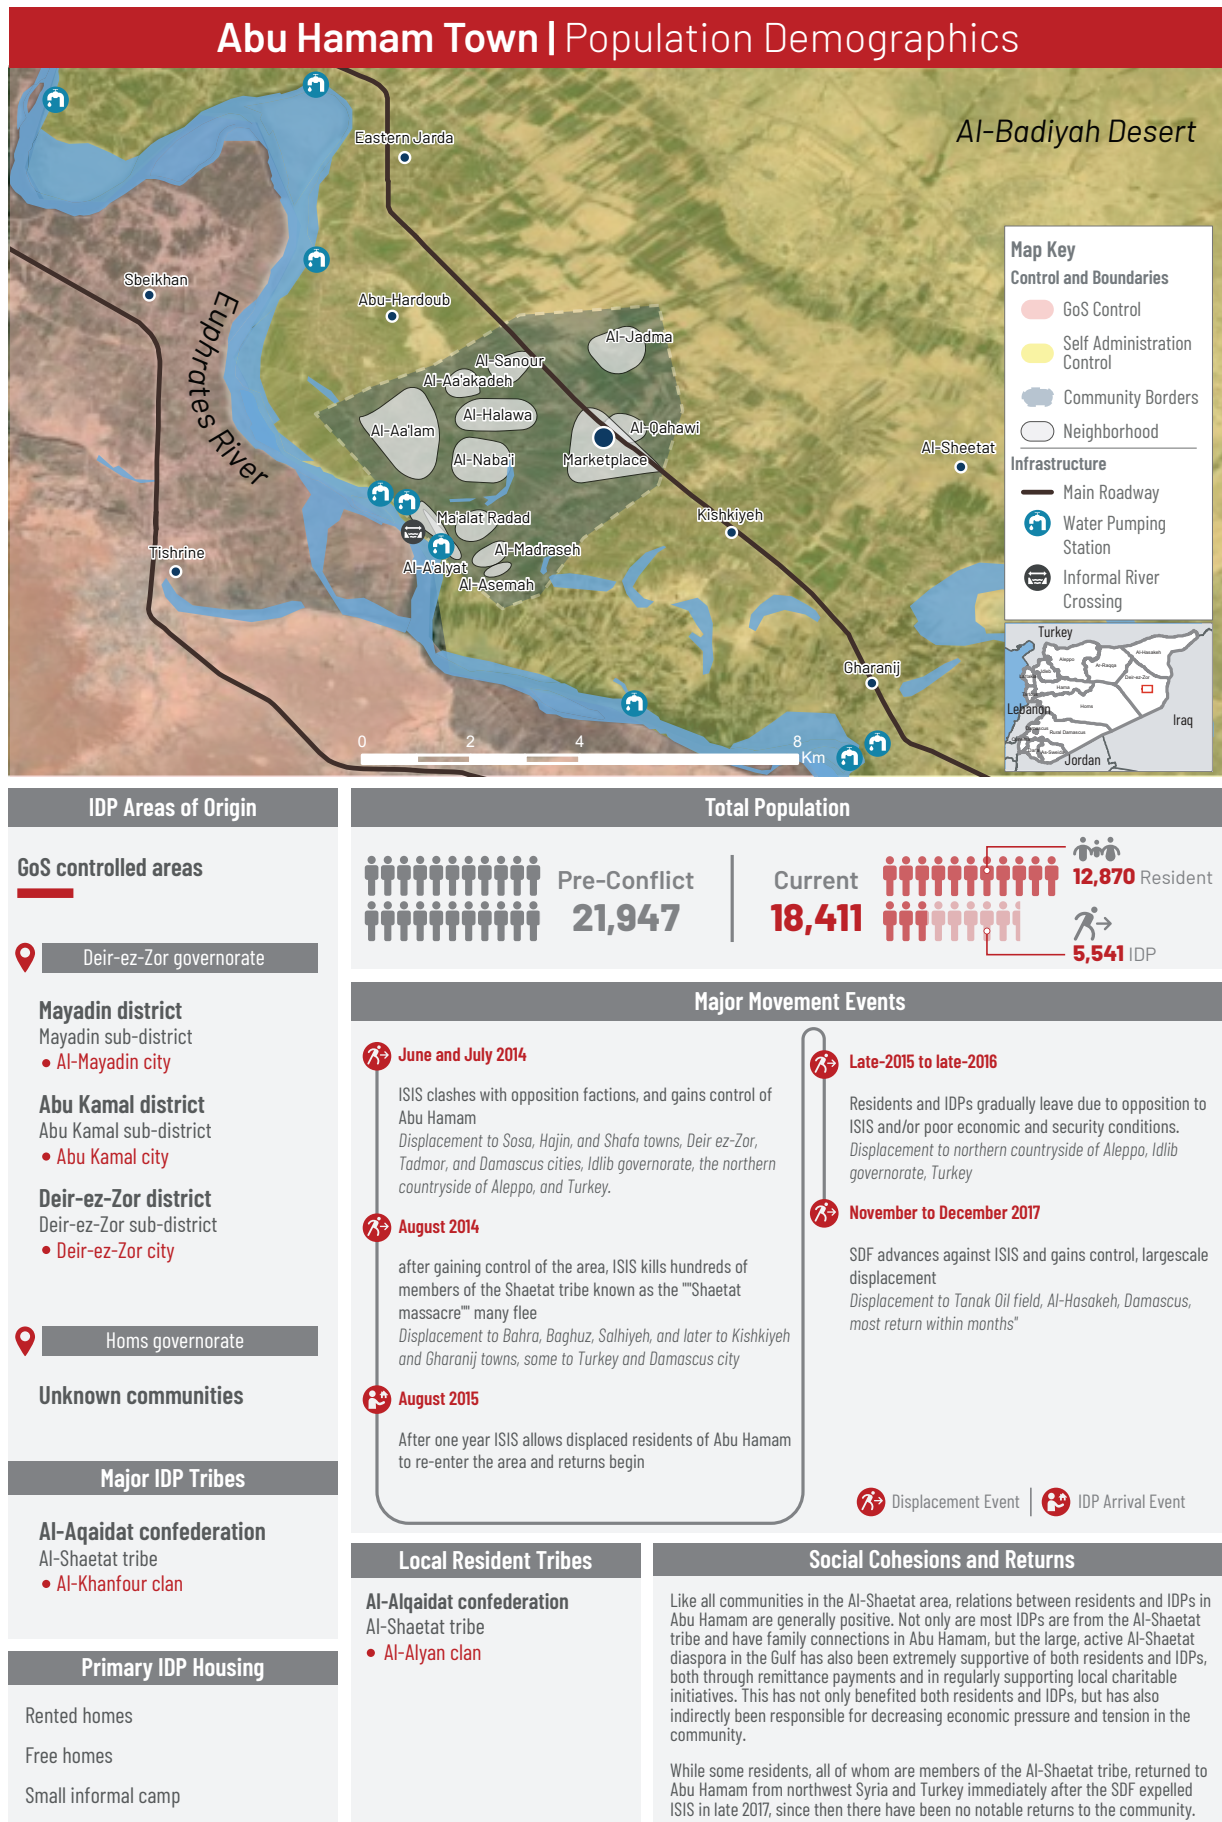 Abu Hamam Town | Population Demographics
Al-Badiyah Desert
Eastern Jarda
Sbeikhan
Abu-Hardoub
Euphrates River
Al-Jadma
Al-Sanour
Al-Aa'akadeh
Al-Halawa
Al-Aa'lam
Al-Qahawi
Al-Naba'i
Marketplace
Al-Sheetat
Ma'alat Radad
Kishkiyeh
Al-Madraseh
Tishrine
Al-A'alyat
Al-Asemah
Gharanij
0 2 4 8
Km
Map Key
Control and Boundaries
GoS Control
Self Administration
Control
Community Borders
Neighborhood
Infrastructure
Main Roadway
Water Pumping
Station
Informal River
Crossing
Turkey
Al-Hasakeh
Aleppo
Ar-Raqqa
Idleb
Deir-ez-Zor
Hama
Homs
Lebanon
Iraq
Damascus
Rural Damascus
As-Sweida
Jordan
IDP Areas of Origin
GoS controlled areas
Deir-ez-Zor governorate
Mayadin district
Mayadin sub-district
• Al-Mayadin city
Abu Kamal district
Abu Kamal sub-district
• Abu Kamal city
Deir-ez-Zor district
Deir-ez-Zor sub-district
• Deir-ez-Zor city
Homs governorate
Unknown communities
Major IDP Tribes
Al-Aqaidat confederation
Al-Shaetat tribe
• Al-Khanfour clan
Primary IDP Housing
Rented homes
Free homes
Small informal camp
Total Population
Pre-Conflict
21,947
Current
18,411
12,870 Resident
5,541 IDP
Major Movement Events
June and July 2014
ISIS clashes with opposition factions, and gains control of
Abu Hamam
Displacement to Sosa, Hajin, and Shafa towns, Deir ez-Zor,
Tadmor, and Damascus cities, Idlib governorate, the northern
countryside of Aleppo, and Turkey.
August 2014
after gaining control of the area, ISIS kills hundreds of
members of the Shaetat tribe known as the ""Shaetat
massacre"" many flee
Displacement to Bahra, Baghuz, Salhiyeh, and later to Kishkiyeh
and Gharanij towns, some to Turkey and Damascus city
August 2015
After one year ISIS allows displaced residents of Abu Hamam
to re-enter the area and returns begin
Late-2015 to late-2016
Residents and IDPs gradually leave due to opposition to
ISIS and/or poor economic and security conditions.
Displacement to northern countryside of Aleppo, Idlib
governorate, Turkey
November to December 2017
SDF advances against ISIS and gains control, largescale
displacement
Displacement to Tanak Oil field, Al-Hasakeh, Damascus,
most return within months"
Displacement Event | IDP Arrival Event
Local Resident Tribes
Al-Alqaidat confederation
Al-Shaetat tribe
• Al-Alyan clan
Social Cohesions and Returns
Like all communities in the Al-Shaetat area, relations between residents and IDPs in
Abu Hamam are generally positive. Not only are most IDPs are from the Al-Shaetat
tribe and have family connections in Abu Hamam, but the large, active Al-Shaetat
diaspora in the Gulf has also been extremely supportive of both residents and IDPs,
both through remittance payments and in regularly supporting local charitable
initiatives. This has not only benefited both residents and IDPs, but has also
indirectly been responsible for decreasing economic pressure and tension in the
community.
While some residents, all of whom are members of the Al-Shaetat tribe, returned to
Abu Hamam from northwest Syria and Turkey immediately after the SDF expelled
ISIS in late 2017, since then there have been no notable returns to the community.